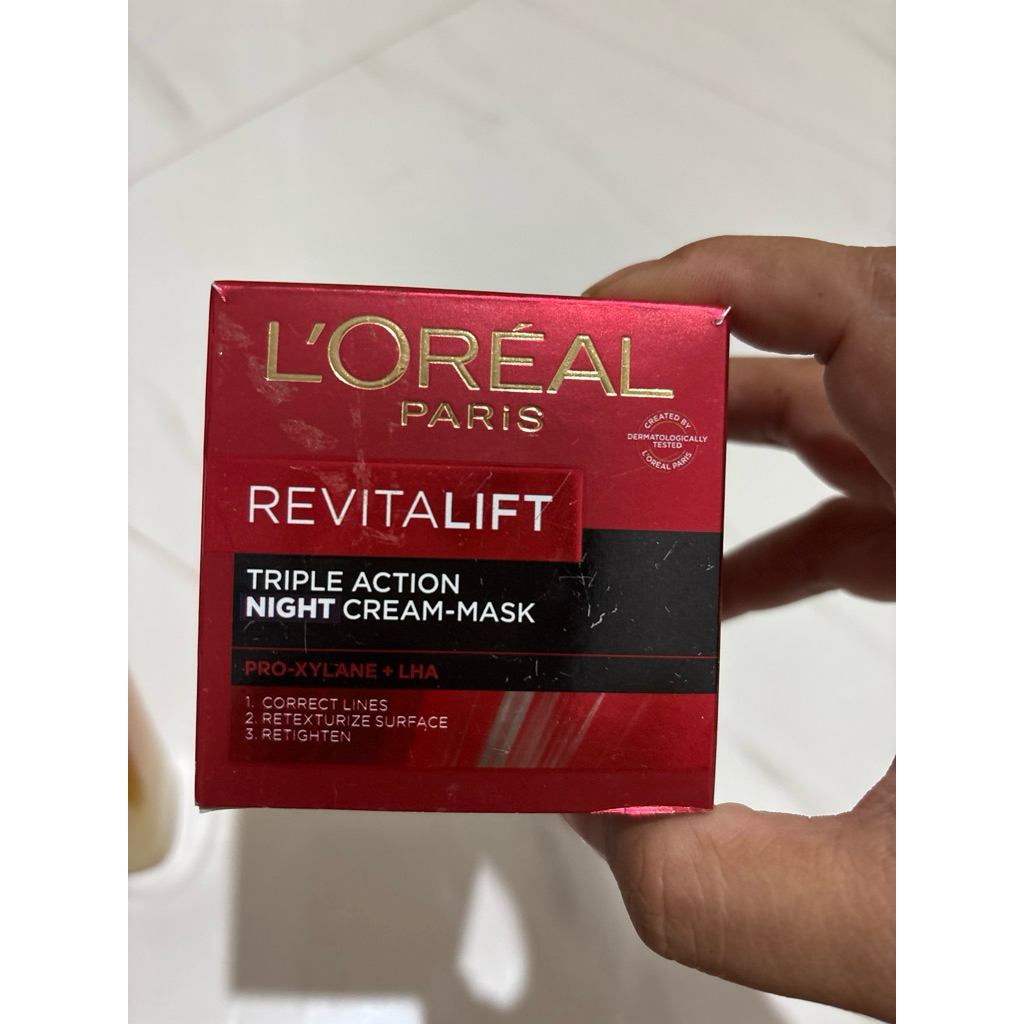 L'ORÉAL
PARiS
CREATED BY
DERMATOLOGICALLY
TESTED
L'ORÉAL PARIS
REVITALIFT
TRIPLE ACTION
NIGHT CREAM-MASK
PRO-XYLANE + LHA
1. CORRECT LINES
2. RETEXTURIZE SURFACE
3. RETIGHTEN